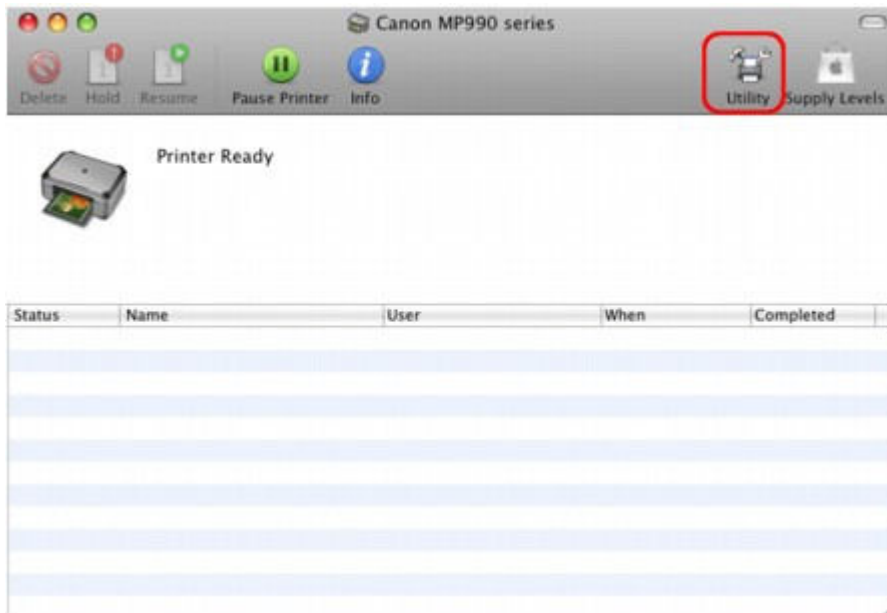 Canon MP990 series
Delete Hold Resume Pause Printer Info Utility Supply Levels
Printer Ready
Status Name User When Completed